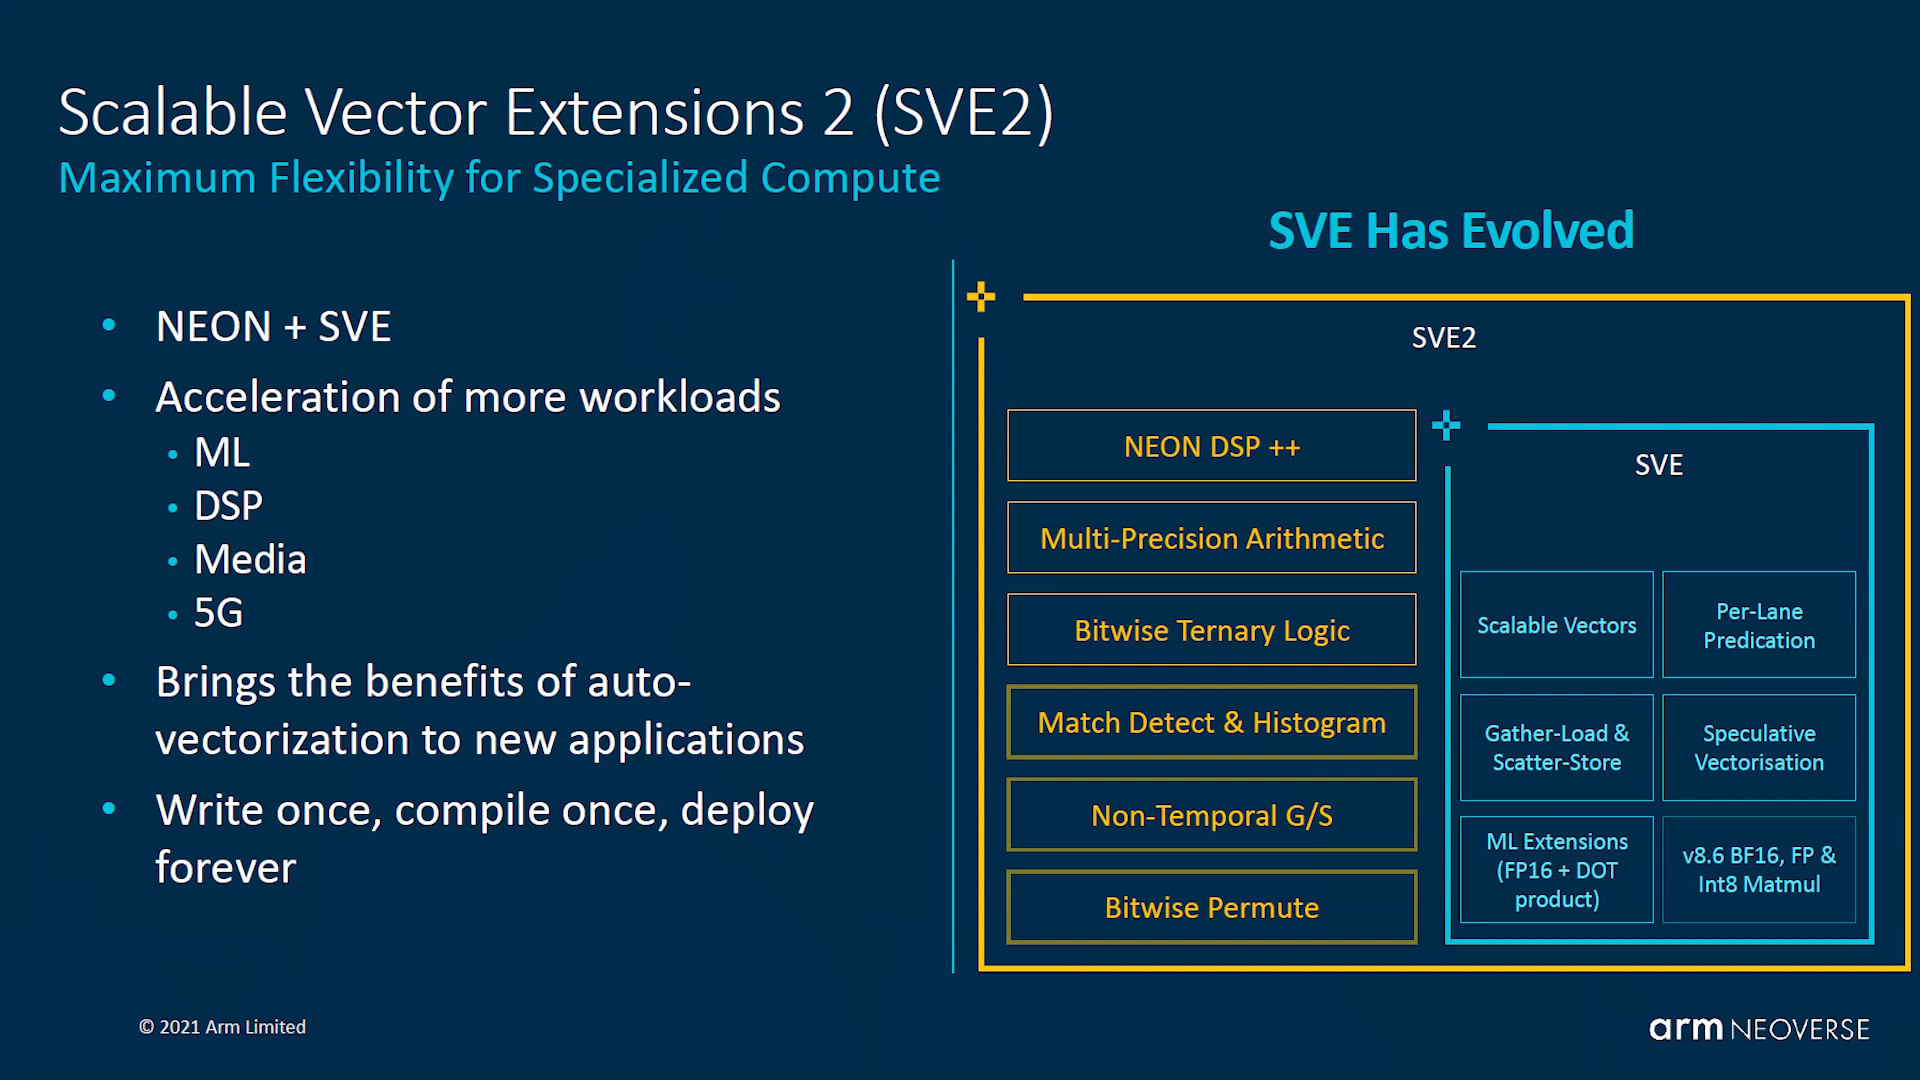 Scalable Vector Extensions 2 (SVE2)
Maximum Flexibility for Specialized Compute
• NEON + SVE
• Acceleration of more workloads
• ML
• DSP
• Media
• 5G
• Brings the benefits of auto-
vectorization to new applications
• Write once, compile once, deploy
forever
SVE Has Evolved
SVE2
NEON DSP ++
Multi-Precision Arithmetic
Bitwise Ternary Logic
Match Detect & Histogram
Non-Temporal G/S
Bitwise Permute
SVE
Scalable Vectors
Per-Lane
Predication
Gather-Load &
Scatter-Store
Speculative
Vectorisation
ML Extensions
(FP16 + DOT
product)
v8.6 BF16, FP &
Int8 Matmul
© 2021 Arm Limited
arm NEOVERSE